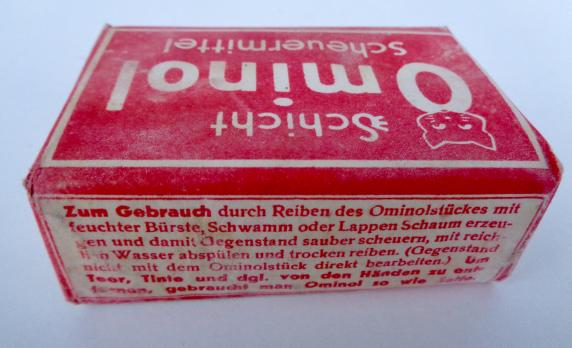 Schicht
Ominol
Scheuermittel
Zum Gebrauch durch Reiben des Ominolstückes mit
feuchter Bürste, Schwamm oder Lappen Schaum erzeu-
gen und damit Gegenstand sauber scheuern, mit reich-
lich Wasser abspülen und trocken reiben. (Gegenstand
nicht mit dem Ominolstück direkt bearbeiten.) Um
Teer, Tinte und dgl. von den Händen zu ent-
fernen, gebraucht man Ominol so wie Seife.